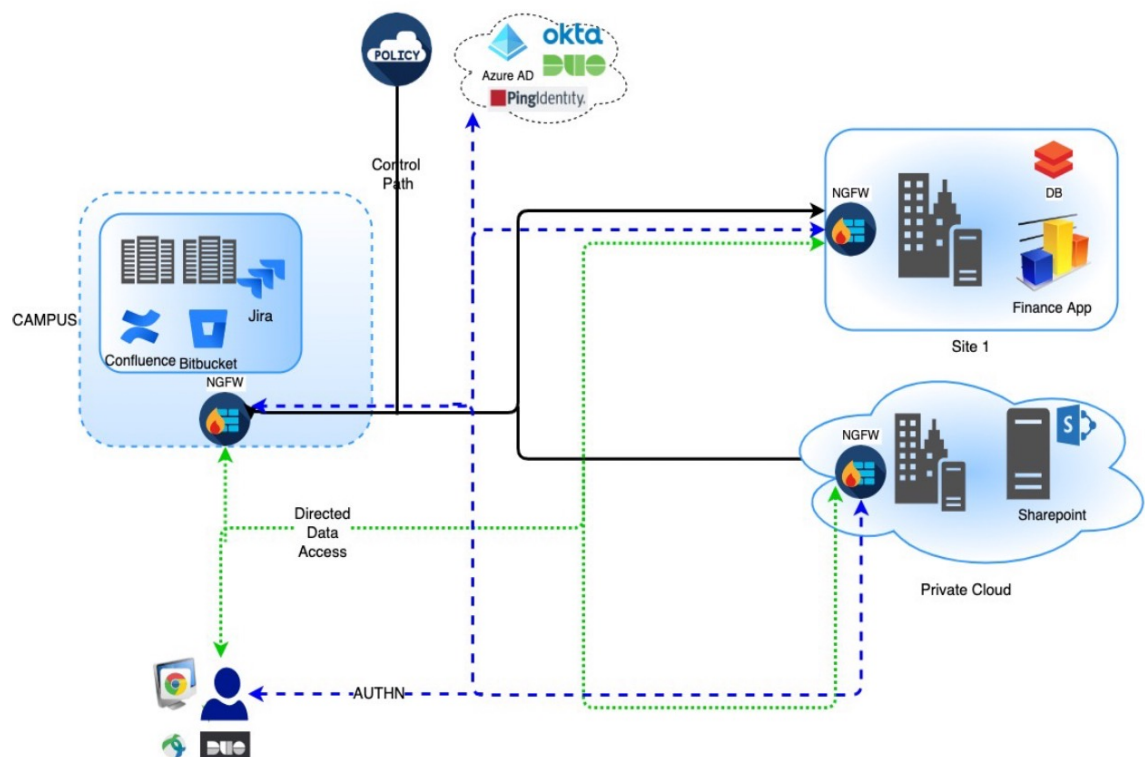 POLICY
okta
Azure AD
DUO
PingIdentity.
Control
Path
NGFW
DB
Finance App
Site 1
CAMPUS
Jira
Confluence
Bitbucket
NGFW
NGFW
S
Sharepoint
Private Cloud
Directed
Data
Access
AUTHN
DUO